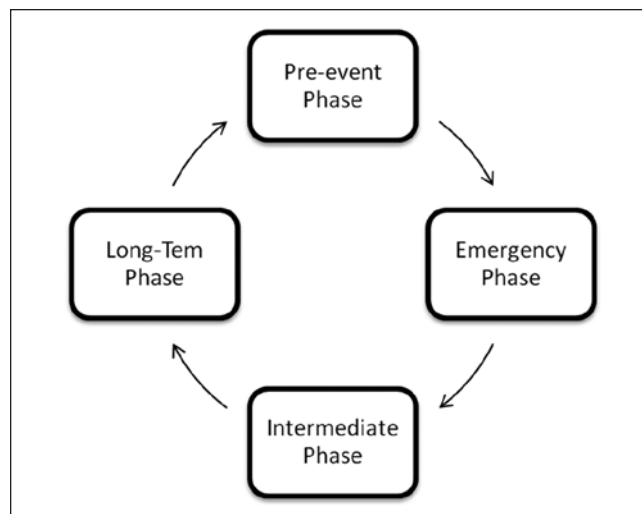 Pre-event
Phase
Emergency
Phase
Intermediate
Phase
Long-Tem
Phase